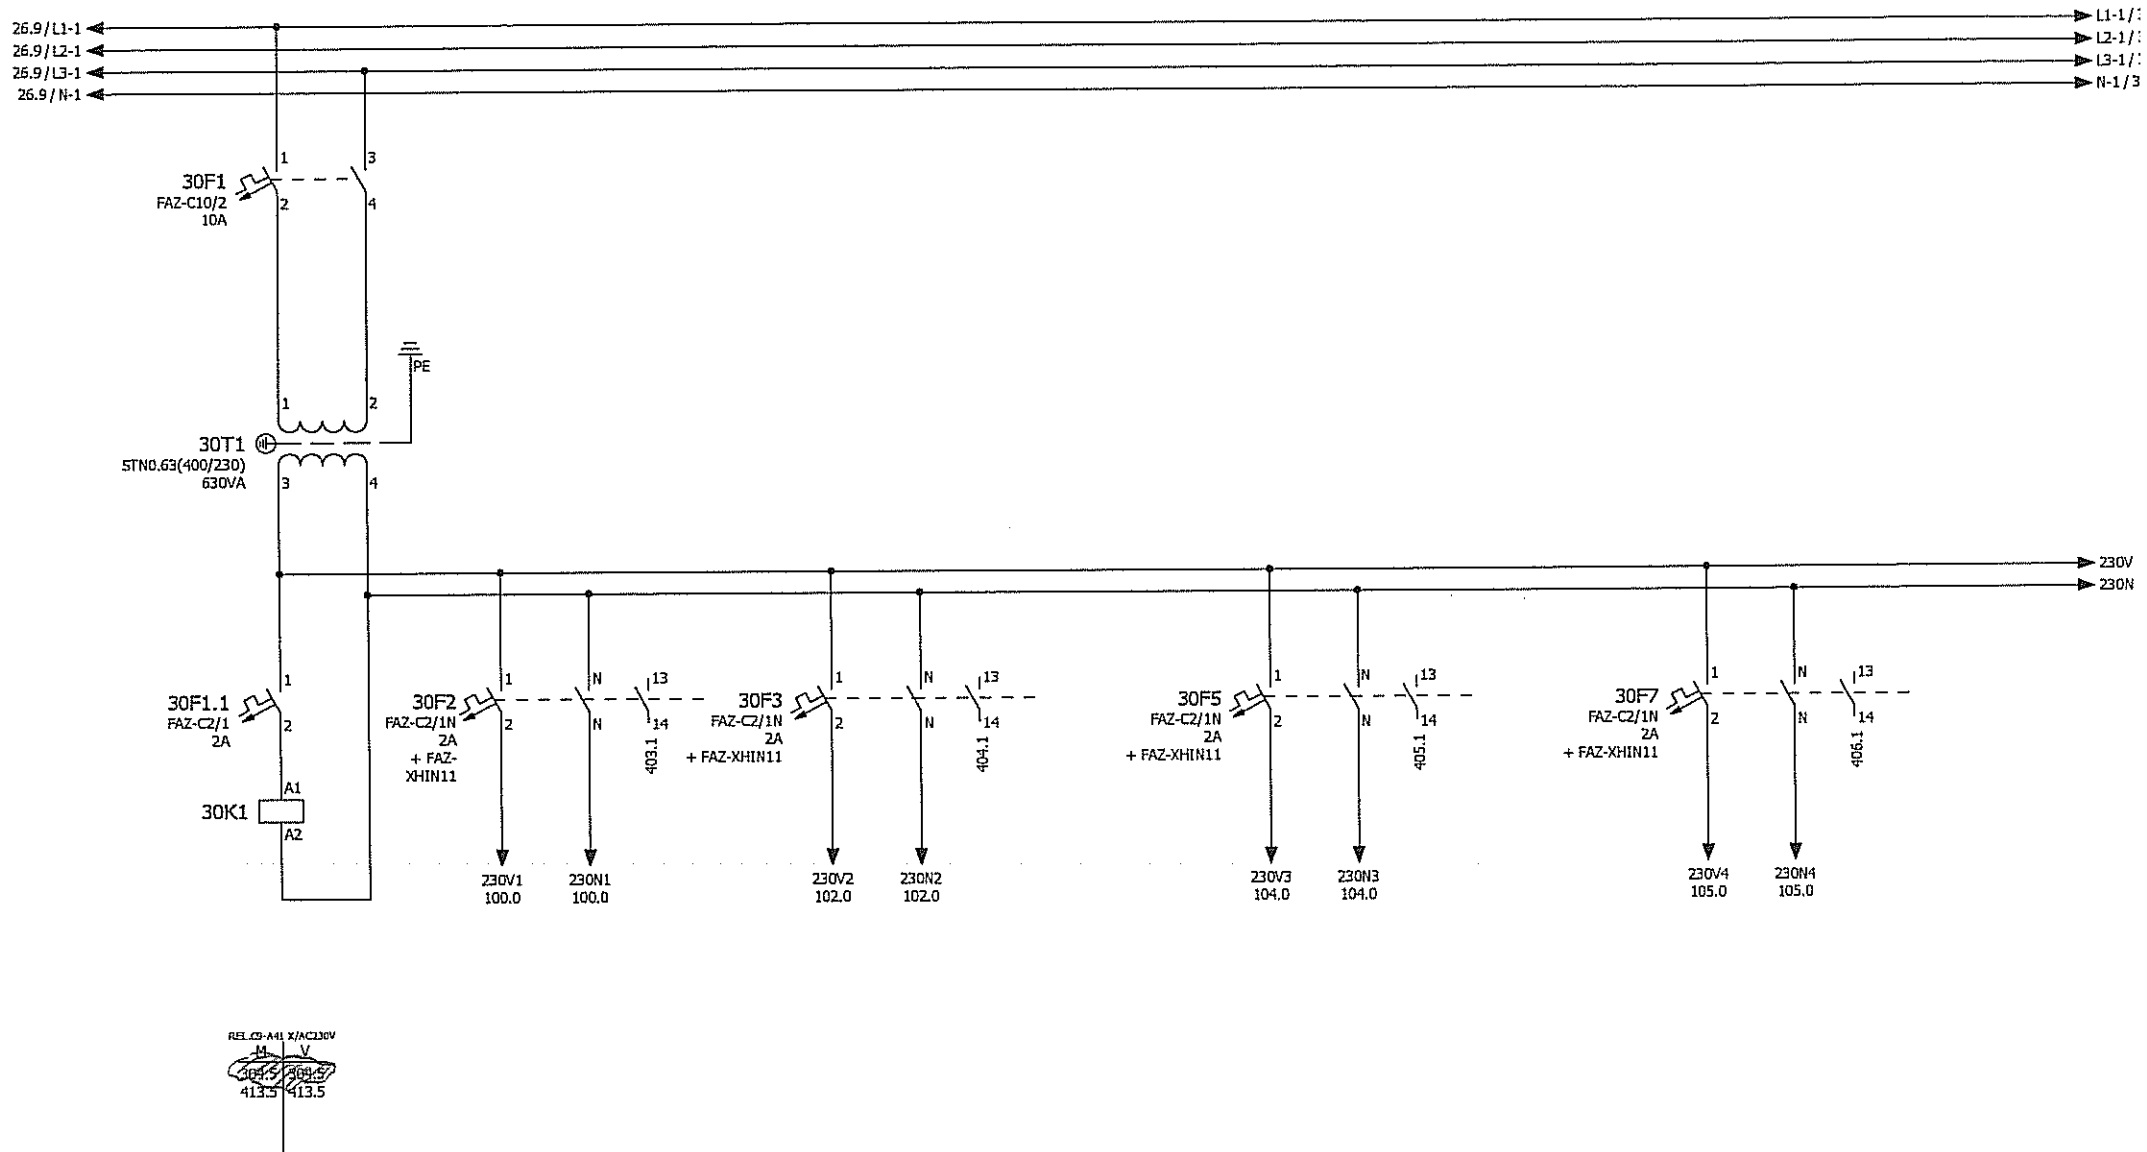 26.9/L1-1
L1-1/3
26.9/L2-1
L2-1/3
26.9/L3-1
L3-1/
26.9/N-1
N-1/3
1
3
30F1
FAZ-C10/2
10A
2
4
PE
1
2
30T1
STN0.63(400/230)
630VA
3
4
230V
230N
1
30F1.1
FAZ-C2/1
2A
2
A1
30K1
A2
1
N
13
30F2
FAZ-C2/1N
2A
+ FAZ-
XHIN11
2
N
14
403.1
230V1
100.0
230N1
100.0
1
N
13
30F3
FAZ-C2/1N
2A
+ FAZ-XHIN11
2
N
14
404.1
230V2
102.0
230N2
102.0
1
N
13
30F5
FAZ-C2/1N
2A
+ FAZ-XHIN11
2
N
14
405.1
230V3
104.0
230N3
104.0
1
N
13
30F7
FAZ-C2/1N
2A
+ FAZ-XHIN11
2
N
14
406.1
230V4
105.0
230N4
105.0
REL.C9-A41 X/AC230V
M V
413.5 413.5